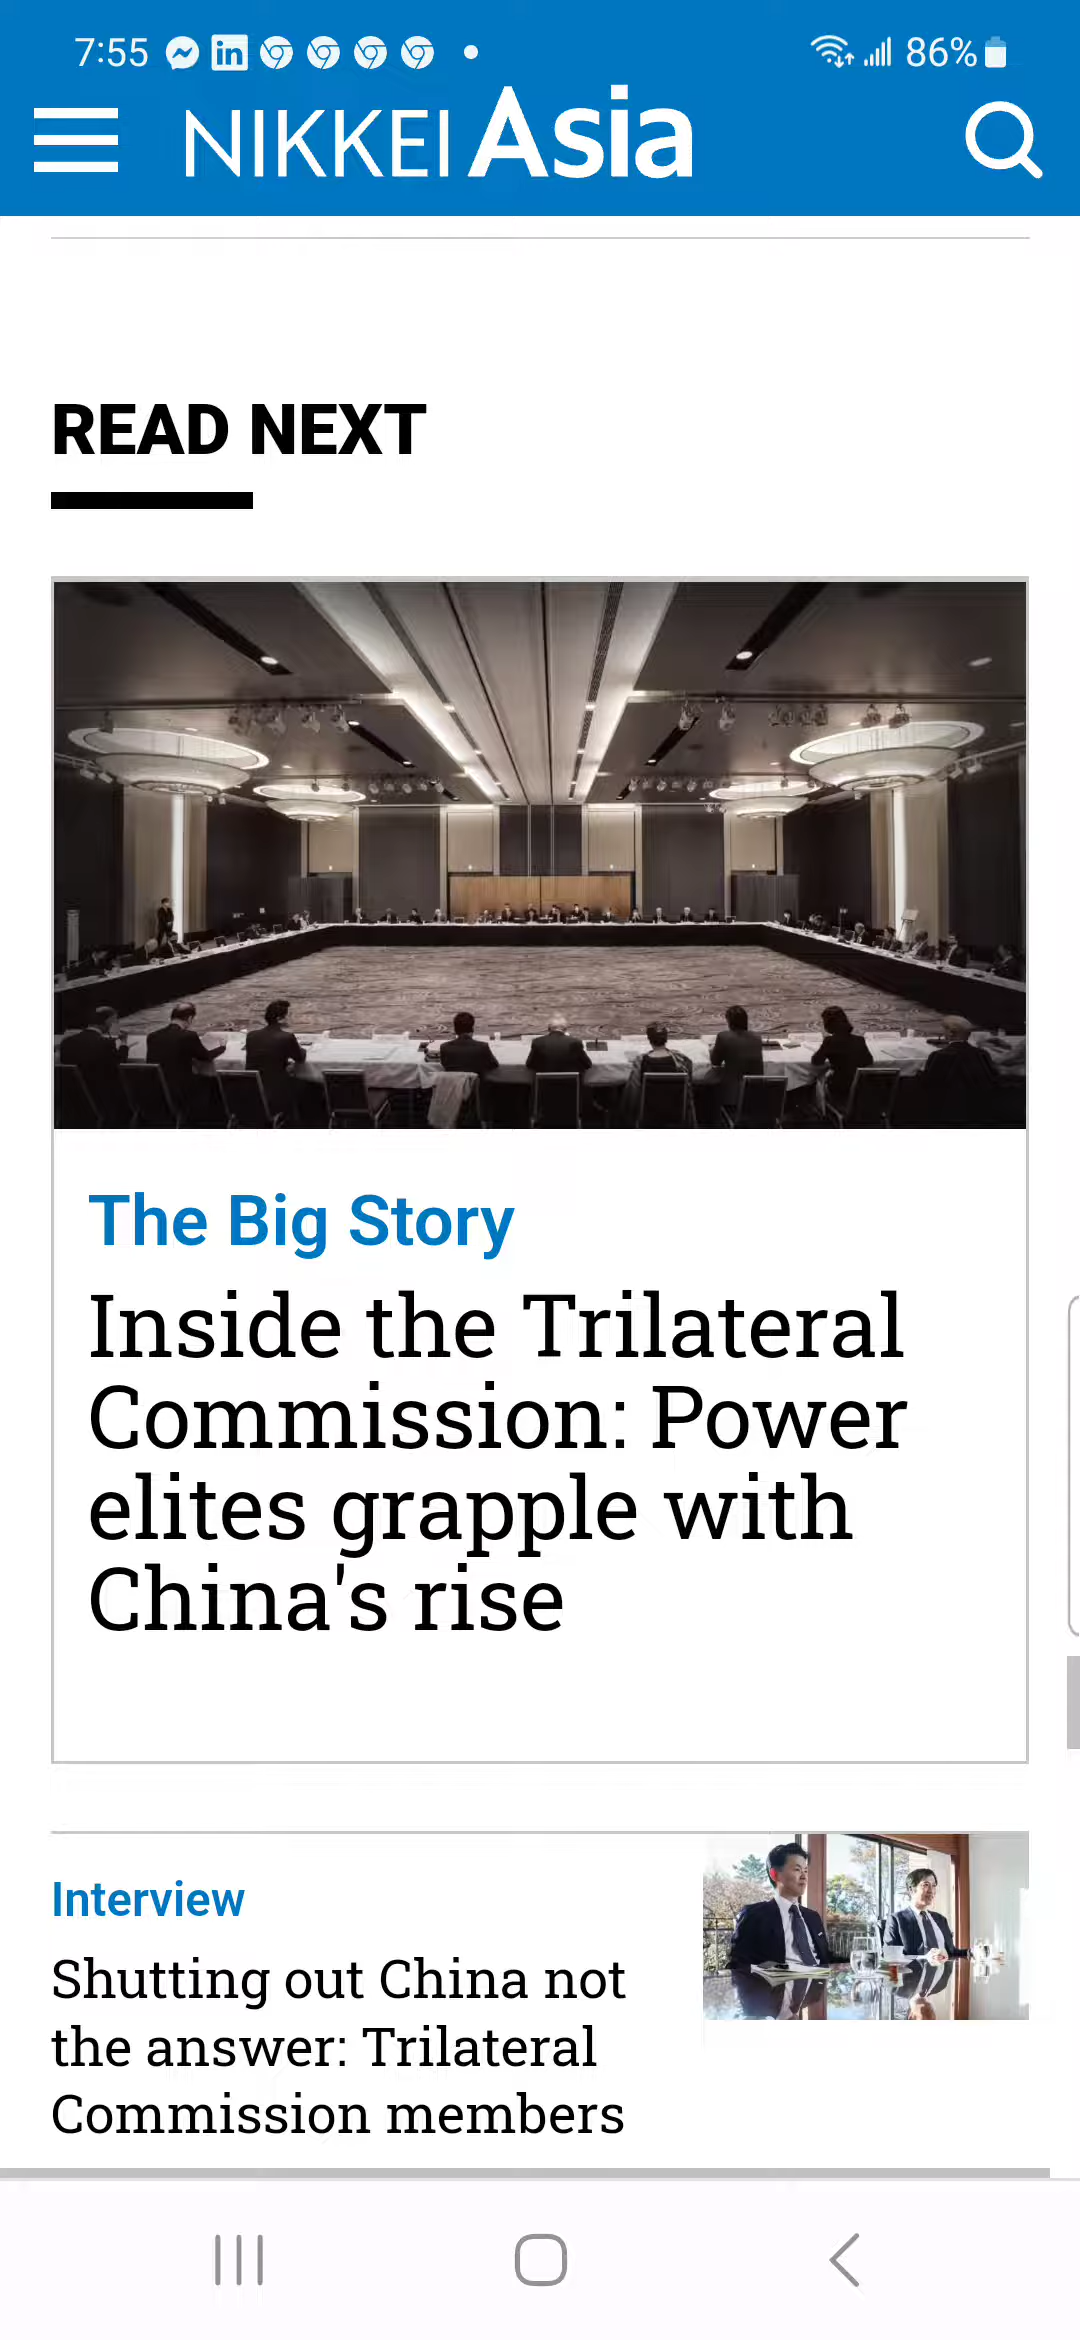 7:55
86%
NIKKEI Asia
READ NEXT
The Big Story
Inside the Trilateral
Commission: Power
elites grapple with
China's rise
Interview
Shutting out China not
the answer: Trilateral
Commission members